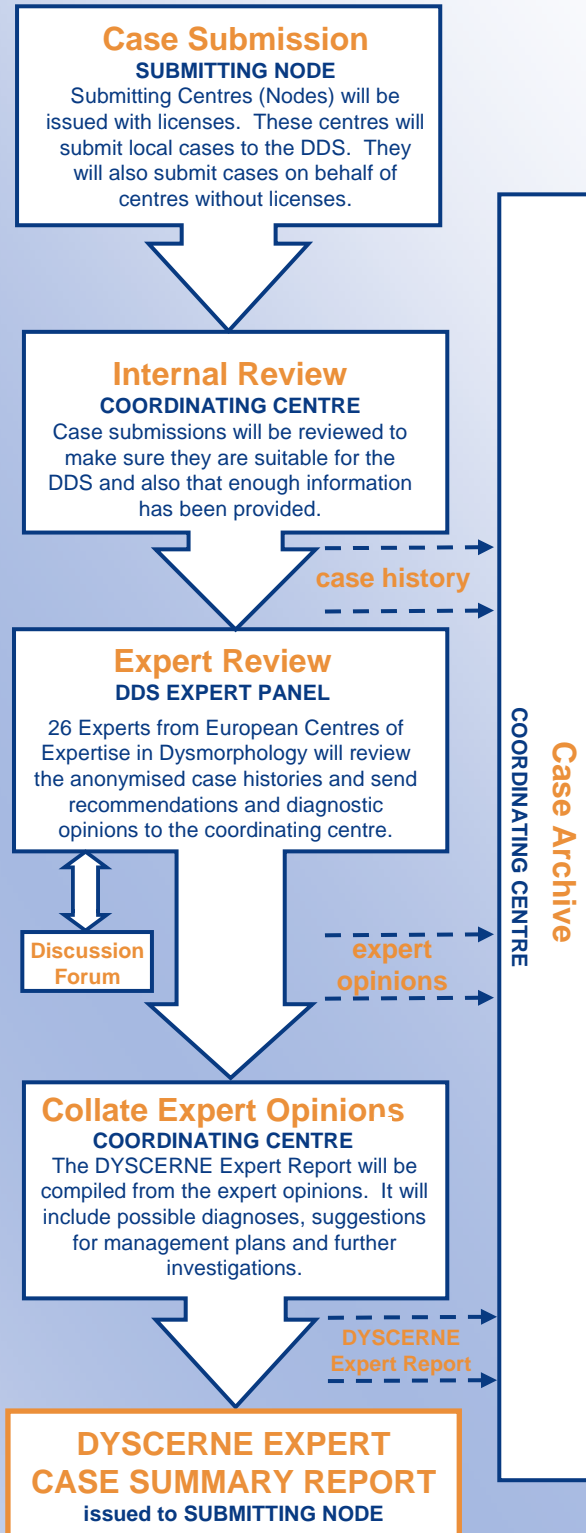 Case Submission
SUBMITTING NODE
Submitting Centres (Nodes) will be
issued with licenses. These centres will
submit local cases to the DDS. They
will also submit cases on behalf of
centres without licenses.
Internal Review
COORDINATING CENTRE
Case submissions will be reviewed to
make sure they are suitable for the
DDS and also that enough information
has been provided.
case history
Expert Review
DDS EXPERT PANEL
26 Experts from European Centres of
Expertise in Dysmorphology will review
the anonymised case histories and send
recommendations and diagnostic
opinions to the coordinating centre.
Discussion
Forum
expert
opinions
Collate Expert Opinions
COORDINATING CENTRE
The DYSCERNE Expert Report will be
compiled from the expert opinions. It will
include possible diagnoses, suggestions
for management plans and further
investigations.
DYSCERNE
Expert Report
DYSCERNE EXPERT
CASE SUMMARY REPORT
issued to SUBMITTING NODE
Case Archive
COORDINATING CENTRE